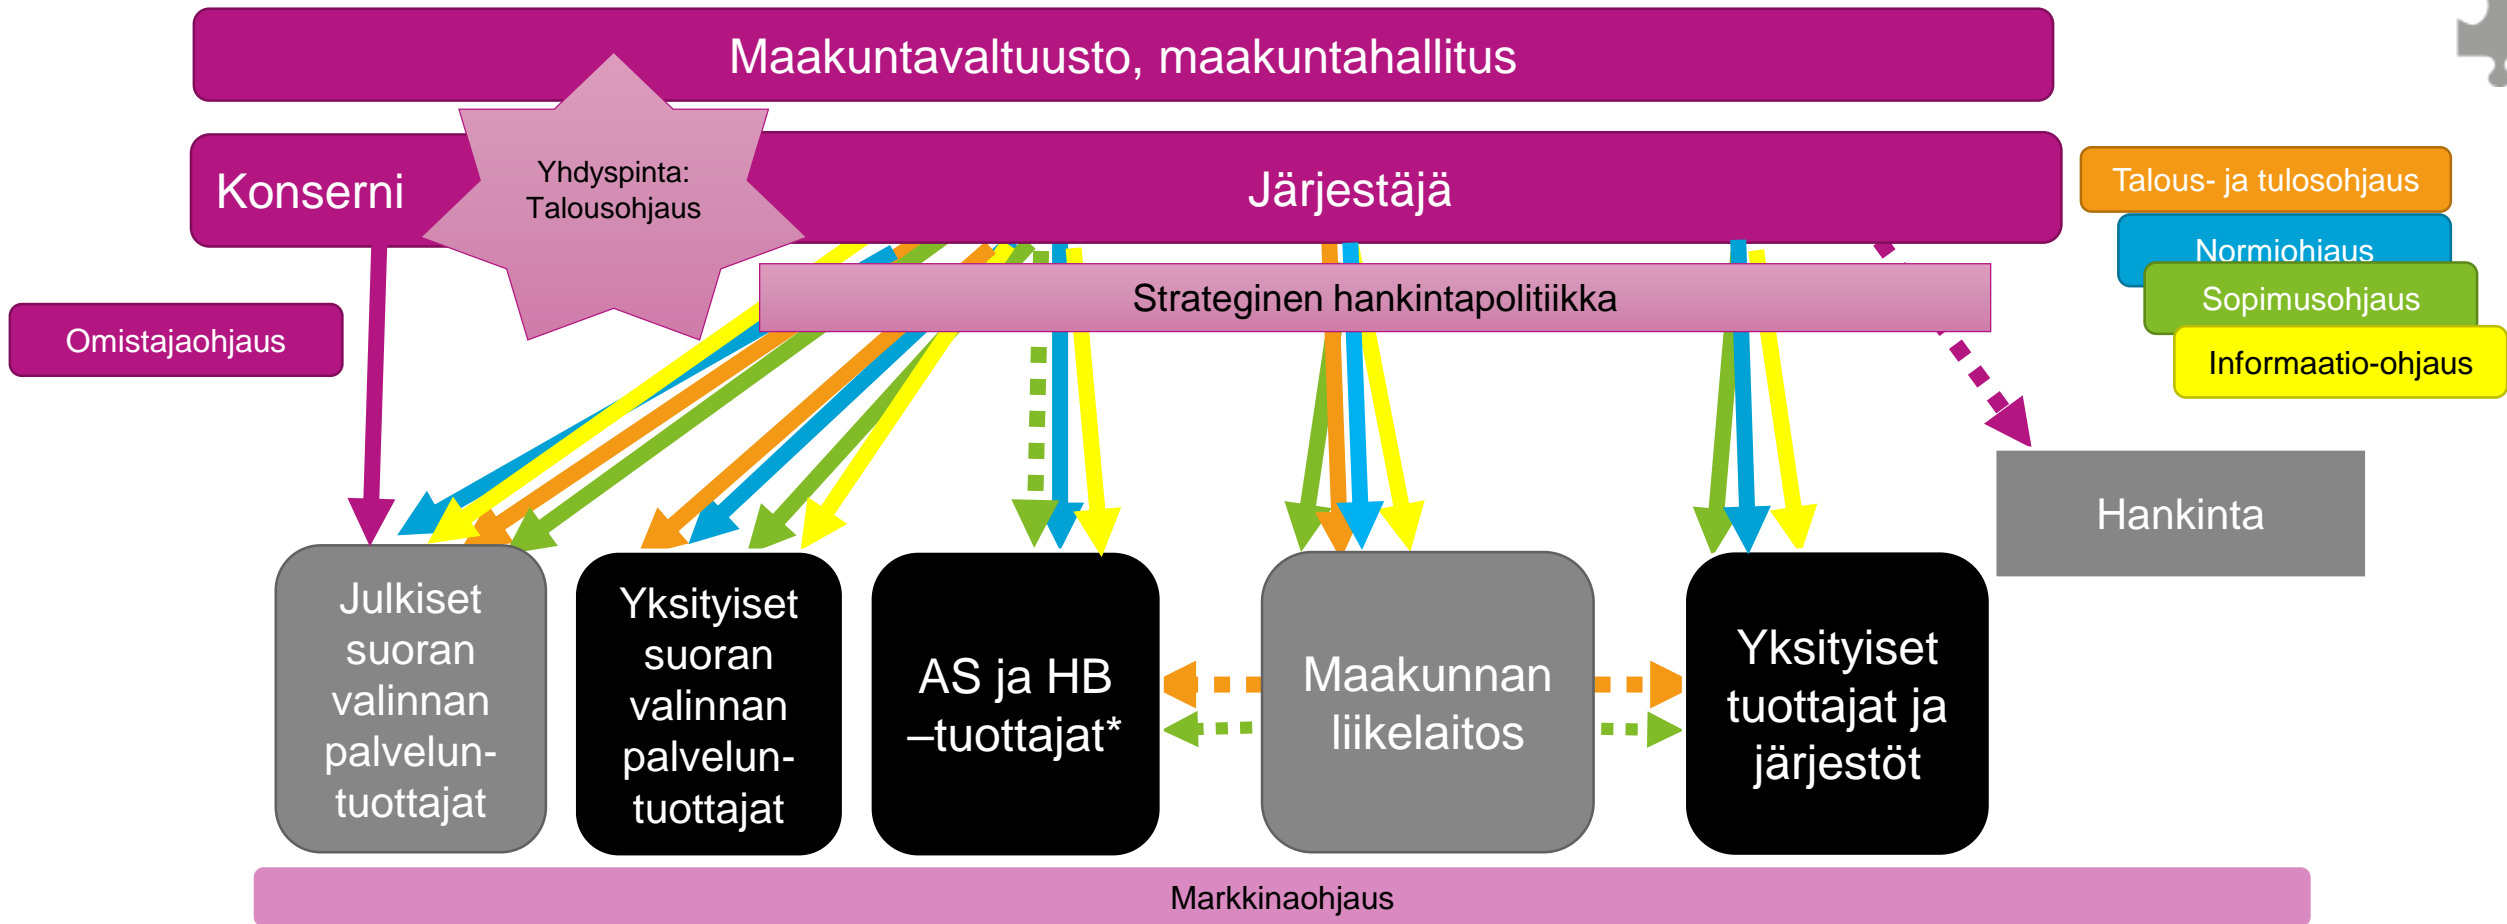 Maakuntavaltuusto, maakuntahallitus
Konserni
Yhdyspinta:
Talousohjaus
Järjestäjä
Talous- ja tulosohjaus
Normiohjaus
Sopimusohjaus
Informaatio-ohjaus
Strateginen hankintapolitiikka
Omistajaohjaus
Hankinta
Julkiset
suoran
valinnan
palvelun-
tuottajat
Yksityiset
suoran
valinnan
palvelun-
tuottajat
AS ja HB
–tuottajat*
Maakunnan
liikelaitos
Yksityiset
tuottajat ja
järjestöt
Markkinaohjaus